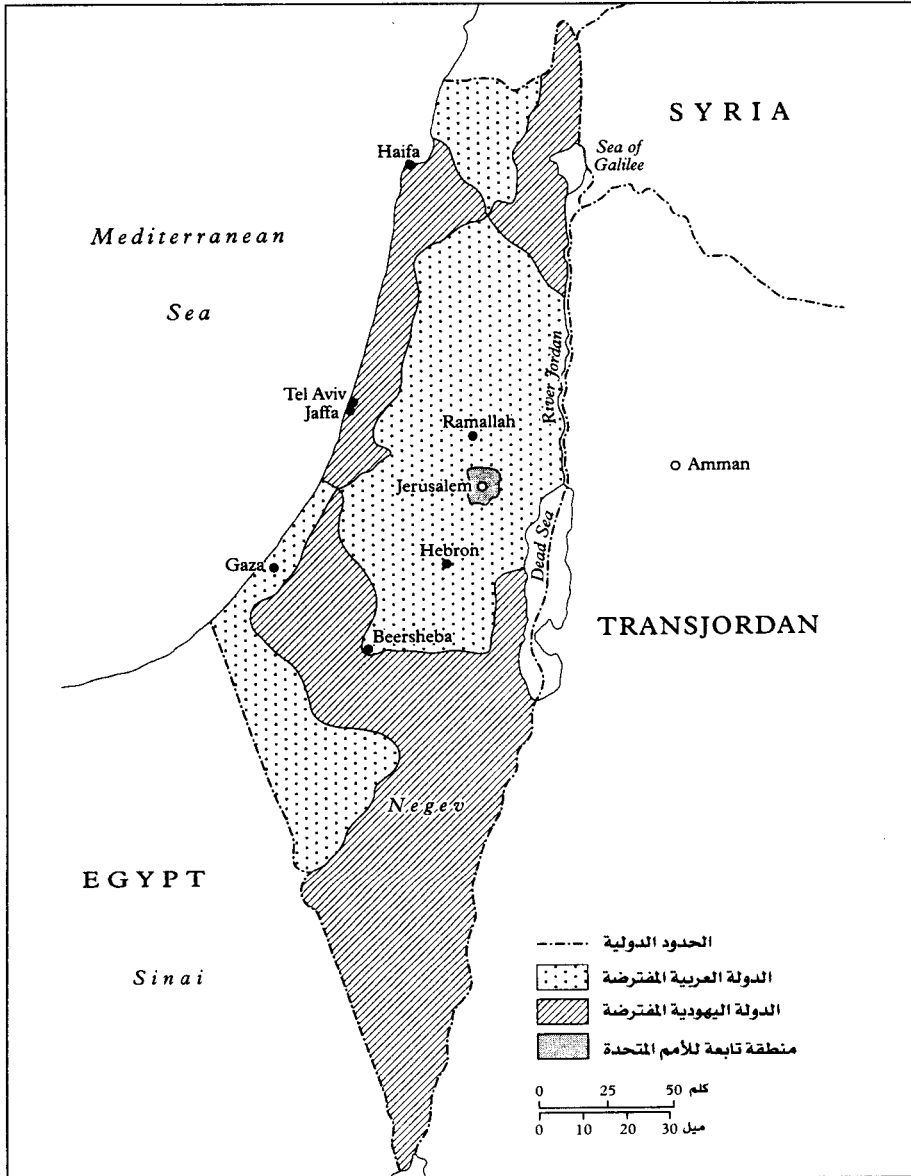 SYRIA
Sea of
Galilee
Haifa
Mediterranean
Sea
River Jordan
Tel Aviv
Jaffa
Ramallah
Amman
Jerusalem
Dead Sea
Hebron
Gaza
TRANSJORDAN
Beersheba
Negev
EGYPT
Sinai
الحدود الدولية
الدولة العربية المفترضة
الدولة اليهودية المفترضة
منطقة تابعة للأمم المتحدة
0 25 50 كلم
0 10 20 30 ميل